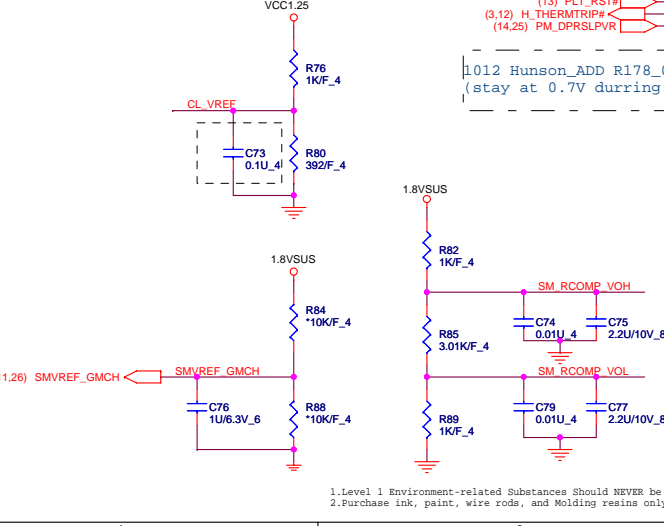 VCC1.25
(13) PLT_RST#
(3,12) H_THERMTRIP#
(14,25) PM_DPRSLPVR
R76
1K/F_4
1012 Hunson_ADD R178_
(stay at 0.7V durring
CL_VREF
C73
0.1U_4
R80
392/F_4
1.8VSUS
R82
1K/F_4
1.8VSUS
SM_RCOMP_VOH
R84
*10K/F_4
C74
0.01U_4
C75
2.2U/10V_8
R85
3.01K/F_4
1,26) SMVREF_GMCH
SMVREF_GMCH
SM_RCOMP_VOL
C76
1U/6.3V_6
R88
*10K/F_4
R89
1K/F_4
C79
0.01U_4
C77
2.2U/10V_8
1.Level 1 Environment-related Substances Should NEVER be
2.Purchase ink, paint, wire rods, and Molding resins only